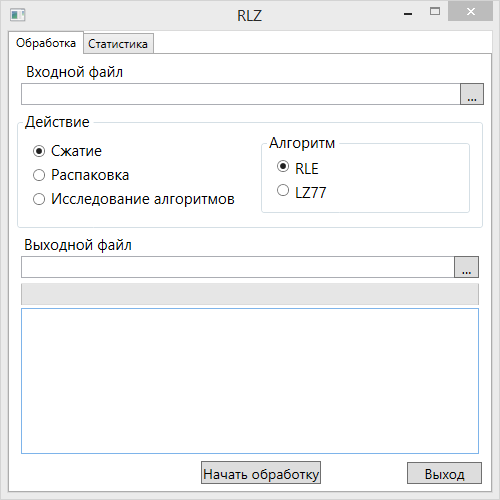 RLZ
Обработка Статистика
Входной файл
...
Действие
Сжатие
Распаковка
Исследование алгоритмов
Алгоритм
RLE
LZ77
Выходной файл
...
Начать обработку Выход